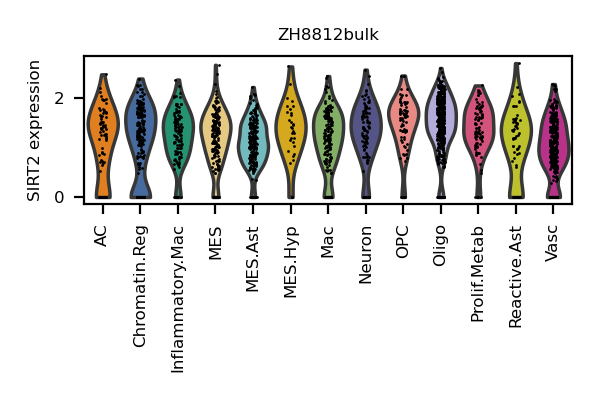 ZH8812bulk
SIRT2 expression
2
0
AC
Chromatin.Reg
Inflammatory.Mac
MES
MES.Ast
MES.Hyp
Mac
Neuron
OPC
Oligo
Prolif.Metab
Reactive.Ast
Vasc